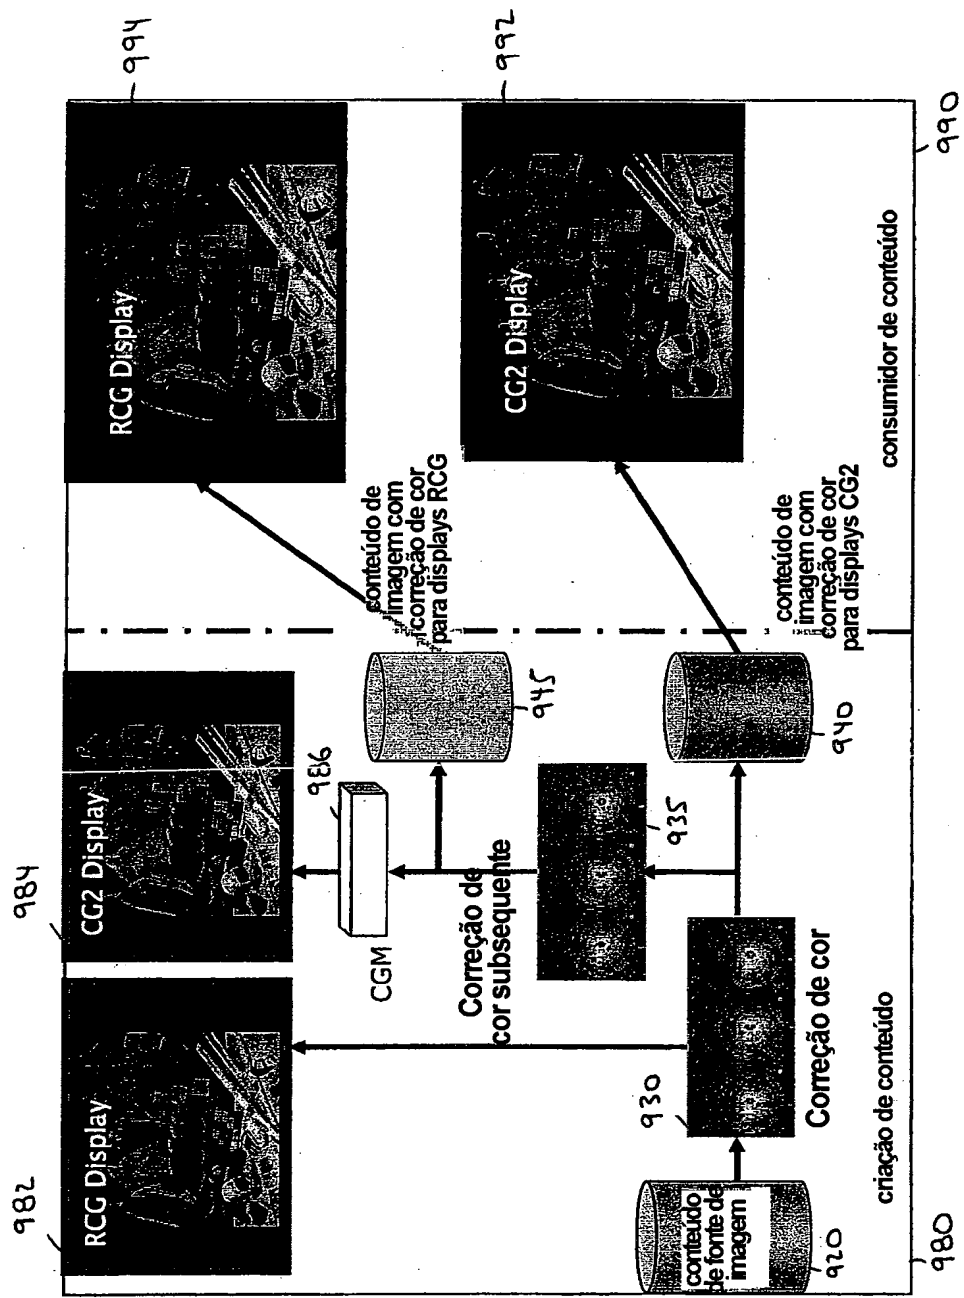 982
RCG Display
984
CG2 Display
994
RCG Display
CGM
986
Correção de
cor subsequente
945
conteúdo de
imagem com
correção de cor
para displays RCG
992
CG2 Display
935
conteúdo
de fonte de
imagem
920
930
Correção de cor
940
conteúdo de
imagem com
correção de cor
para displays CG2
criação de conteúdo
consumidor de conteúdo
980
990